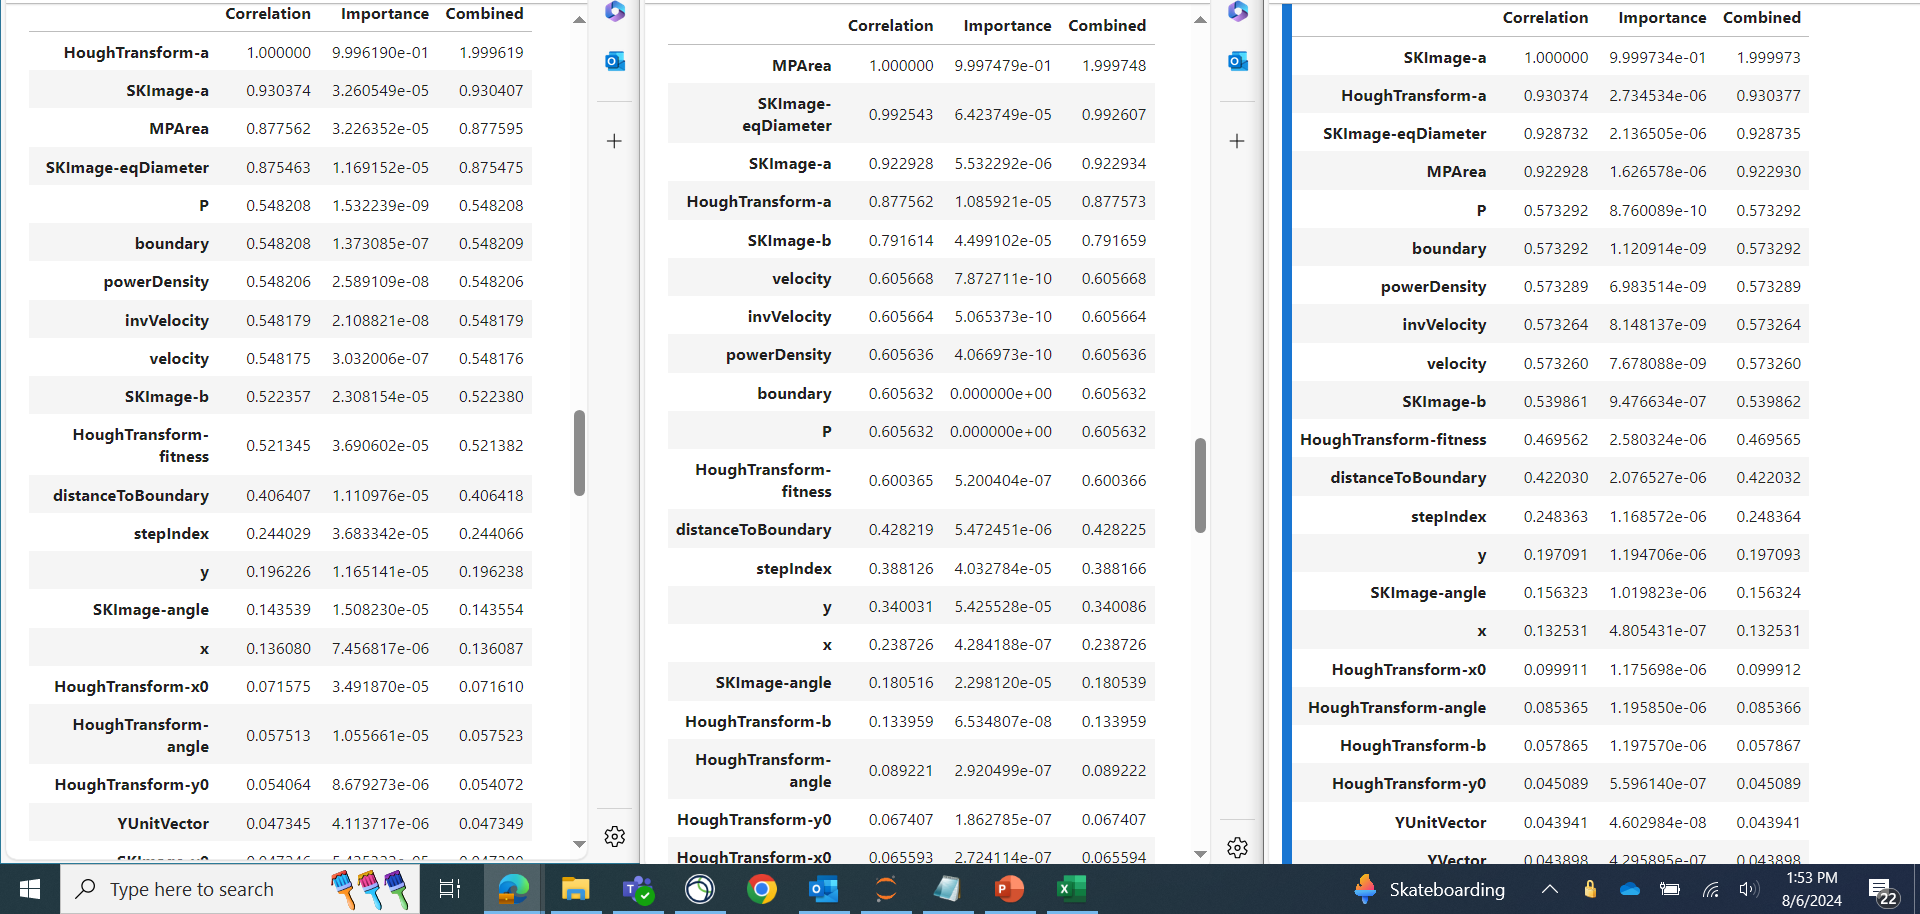 Correlation Importance Combined
HoughTransform-a 1.000000 9.996190e-01 1.999619
SKImage-a 0.930374 3.260549e-05 0.930407
MPArea 0.877562 3.226352e-05 0.877595
SKImage-eqDiameter 0.875463 1.169152e-05 0.875475
P 0.548208 1.532239e-09 0.548208
boundary 0.548208 1.373085e-07 0.548209
powerDensity 0.548206 2.589109e-08 0.548206
invVelocity 0.548179 2.108821e-08 0.548179
velocity 0.548175 3.032006e-07 0.548176
SKImage-b 0.522357 2.308154e-05 0.522380
HoughTransform-
fitness 0.521345 3.690602e-05 0.521382
distanceToBoundary 0.406407 1.110976e-05 0.406418
stepIndex 0.244029 3.683342e-05 0.244066
y 0.196226 1.165141e-05 0.196238
SKImage-angle 0.143539 1.508230e-05 0.143554
x 0.136080 7.456817e-06 0.136087
HoughTransform-x0 0.071575 3.491870e-05 0.071610
HoughTransform-
angle 0.057513 1.055661e-05 0.057523
HoughTransform-y0 0.054064 8.679273e-06 0.054072
YUnitVector 0.047345 4.113717e-06 0.047349
Correlation Importance Combined
MPArea 1.000000 9.997479e-01 1.999748
SKImage-
eqDiameter 0.992543 6.423749e-05 0.992607
SKImage-a 0.922928 5.532292e-06 0.922934
HoughTransform-a 0.877562 1.085921e-05 0.877573
SKImage-b 0.791614 4.499102e-05 0.791659
velocity 0.605668 7.872711e-10 0.605668
invVelocity 0.605664 5.065373e-10 0.605664
powerDensity 0.605636 4.066973e-10 0.605636
boundary 0.605632 0.000000e+00 0.605632
P 0.605632 0.000000e+00 0.605632
HoughTransform-
fitness 0.600365 5.200404e-07 0.600366
distanceToBoundary 0.428219 5.472451e-06 0.428225
stepIndex 0.388126 4.032784e-05 0.388166
y 0.340031 5.425528e-05 0.340086
x 0.238726 4.284188e-07 0.238726
SKImage-angle 0.180516 2.298120e-05 0.180539
HoughTransform-b 0.133959 6.534807e-08 0.133959
HoughTransform-
angle 0.089221 2.920499e-07 0.089222
HoughTransform-y0 0.067407 1.862785e-07 0.067407
HoughTransform-x0 0.065593 2.724114e-07 0.065594
Correlation Importance Combined
SKImage-a 1.000000 9.999734e-01 1.999973
HoughTransform-a 0.930374 2.734534e-06 0.930377
SKImage-eqDiameter 0.928732 2.136505e-06 0.928735
MPArea 0.922928 1.626578e-06 0.922930
P 0.573292 8.760089e-10 0.573292
boundary 0.573292 1.120914e-09 0.573292
powerDensity 0.573289 6.983514e-09 0.573289
invVelocity 0.573264 8.148137e-09 0.573264
velocity 0.573260 7.678088e-09 0.573260
SKImage-b 0.539861 9.476634e-07 0.539862
HoughTransform-fitness 0.469562 2.580324e-06 0.469565
distanceToBoundary 0.422030 2.076527e-06 0.422032
stepIndex 0.248363 1.168572e-06 0.248364
y 0.197091 1.194706e-06 0.197093
SKImage-angle 0.156323 1.019823e-06 0.156324
x 0.132531 4.805431e-07 0.132531
HoughTransform-x0 0.099911 1.175698e-06 0.099912
HoughTransform-angle 0.085365 1.195850e-06 0.085366
HoughTransform-b 0.057865 1.197570e-06 0.057867
HoughTransform-y0 0.045089 5.596140e-07 0.045089
YUnitVector 0.043941 4.602984e-08 0.043941
YVector 0.043898 4.295895e-07 0.043898
Type here to search
Skateboarding
1:53 PM
8/6/2024
22